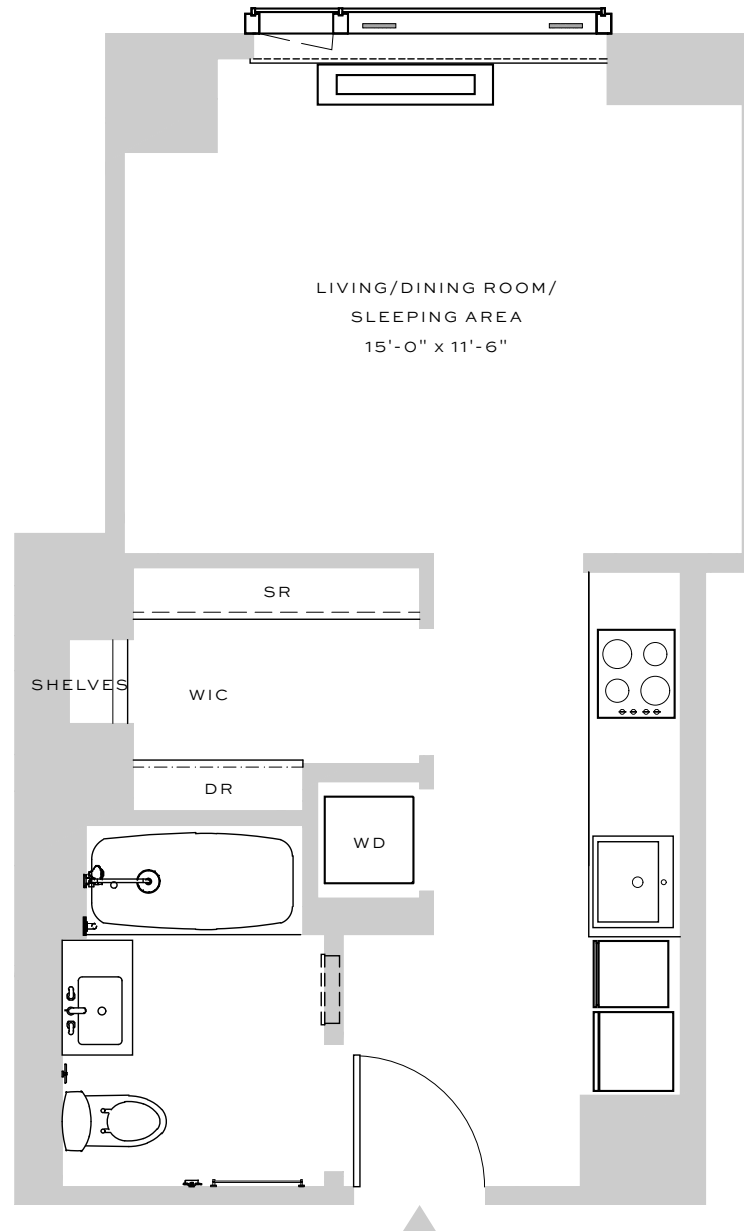 LIVING/DINING ROOM/
SLEEPING AREA
15'-0" x 11'-6"
SR
SHELVES
WIC
DR
WD